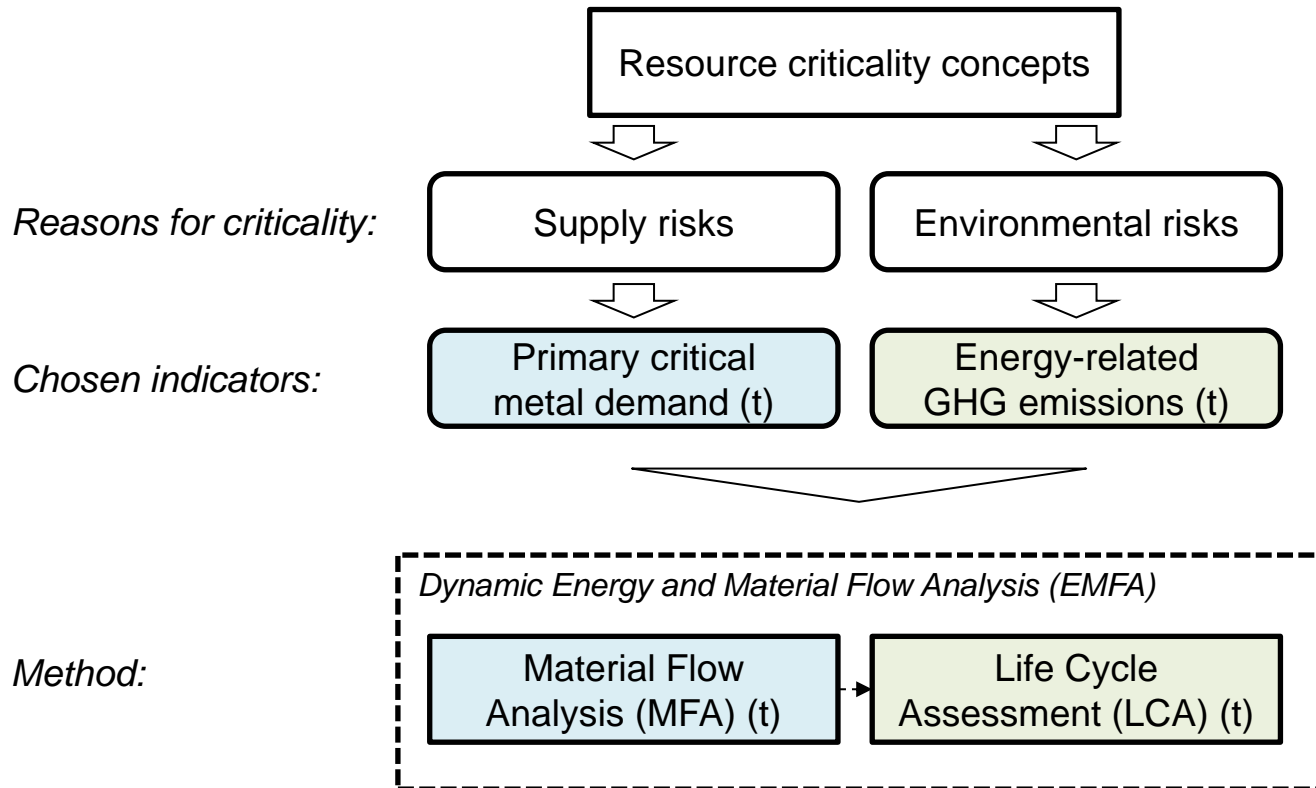 Resource criticality concepts
Reasons for criticality:
Supply risks
Environmental risks
Chosen indicators:
Primary critical
metal demand (t)
Energy-related
GHG emissions (t)
Dynamic Energy and Material Flow Analysis (EMFA)
Method:
Material Flow
Analysis (MFA) (t)
Life Cycle
Assessment (LCA) (t)